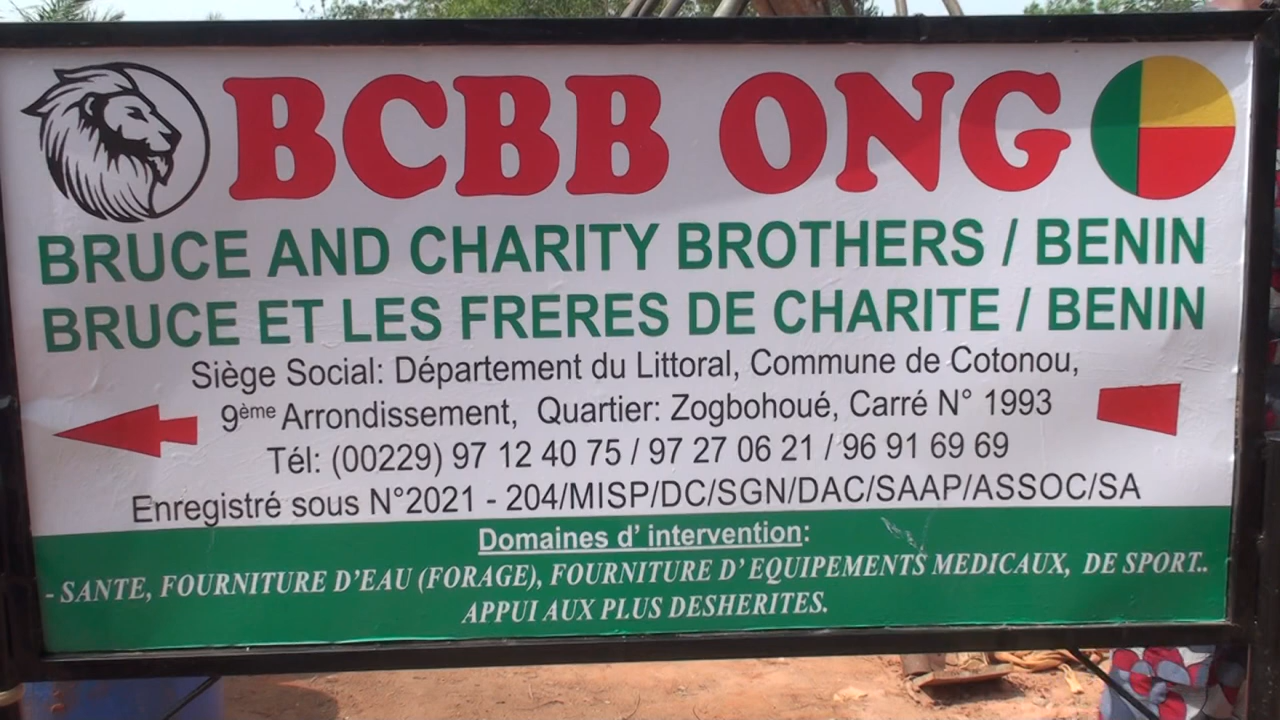 BCBB ONG
BRUCE AND CHARITY BROTHERS / BENIN
BRUCE ET LES FRERES DE CHARITE / BENIN
Siège Social: Département du Littoral, Commune de Cotonou,
9ème Arrondissement, Quartier: Zogbohoué, Carré N° 1993
Tél: (00229) 97 12 40 75 / 97 27 06 21 / 96 91 69 69
Enregistré sous N°2021 - 204/MISP/DC/SGN/DAC/SAAP/ASSOC/SA
Domaines d' intervention:
- SANTE, FOURNITURE D'EAU (FORAGE), FOURNITURE D' EQUIPEMENTS MEDICAUX, DE SPORT..
APPUI AUX PLUS DESHERITES.